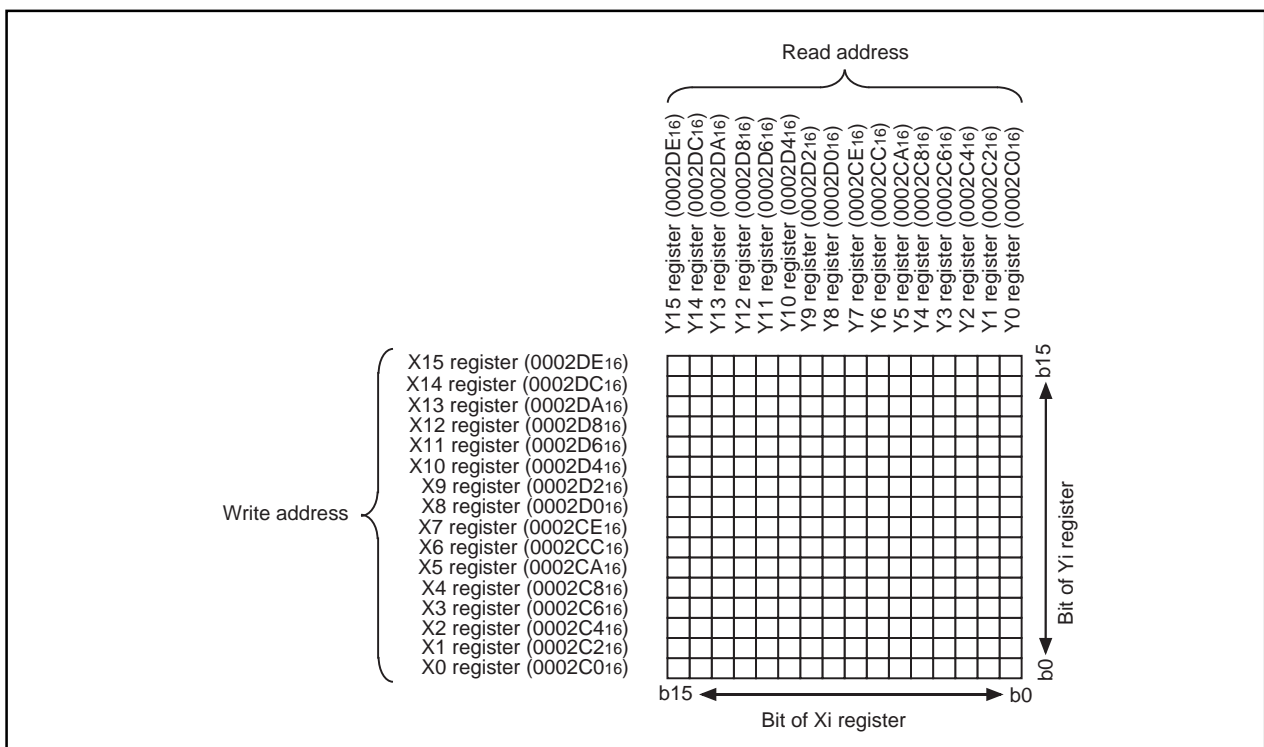 Read address
Y15 register (0002DE16)
Y14 register (0002DC16)
Y13 register (0002DA16)
Y12 register (0002D816)
Y11 register (0002D616)
Y10 register (0002D416)
Y9 register (0002D216)
Y8 register (0002D016)
Y7 register (0002CE16)
Y6 register (0002CC16)
Y5 register (0002CA16)
Y4 register (0002C816)
Y3 register (0002C616)
Y2 register (0002C416)
Y1 register (0002C216)
Y0 register (0002C016)
Write address
X15 register (0002DE16)
X14 register (0002DC16)
X13 register (0002DA16)
X12 register (0002D816)
X11 register (0002D616)
X10 register (0002D416)
X9 register (0002D216)
X8 register (0002D016)
X7 register (0002CE16)
X6 register (0002CC16)
X5 register (0002CA16)
X4 register (0002C816)
X3 register (0002C616)
X2 register (0002C416)
X1 register (0002C216)
X0 register (0002C016)
b15
Bit of Yi register
b0
b15
b0
Bit of Xi register